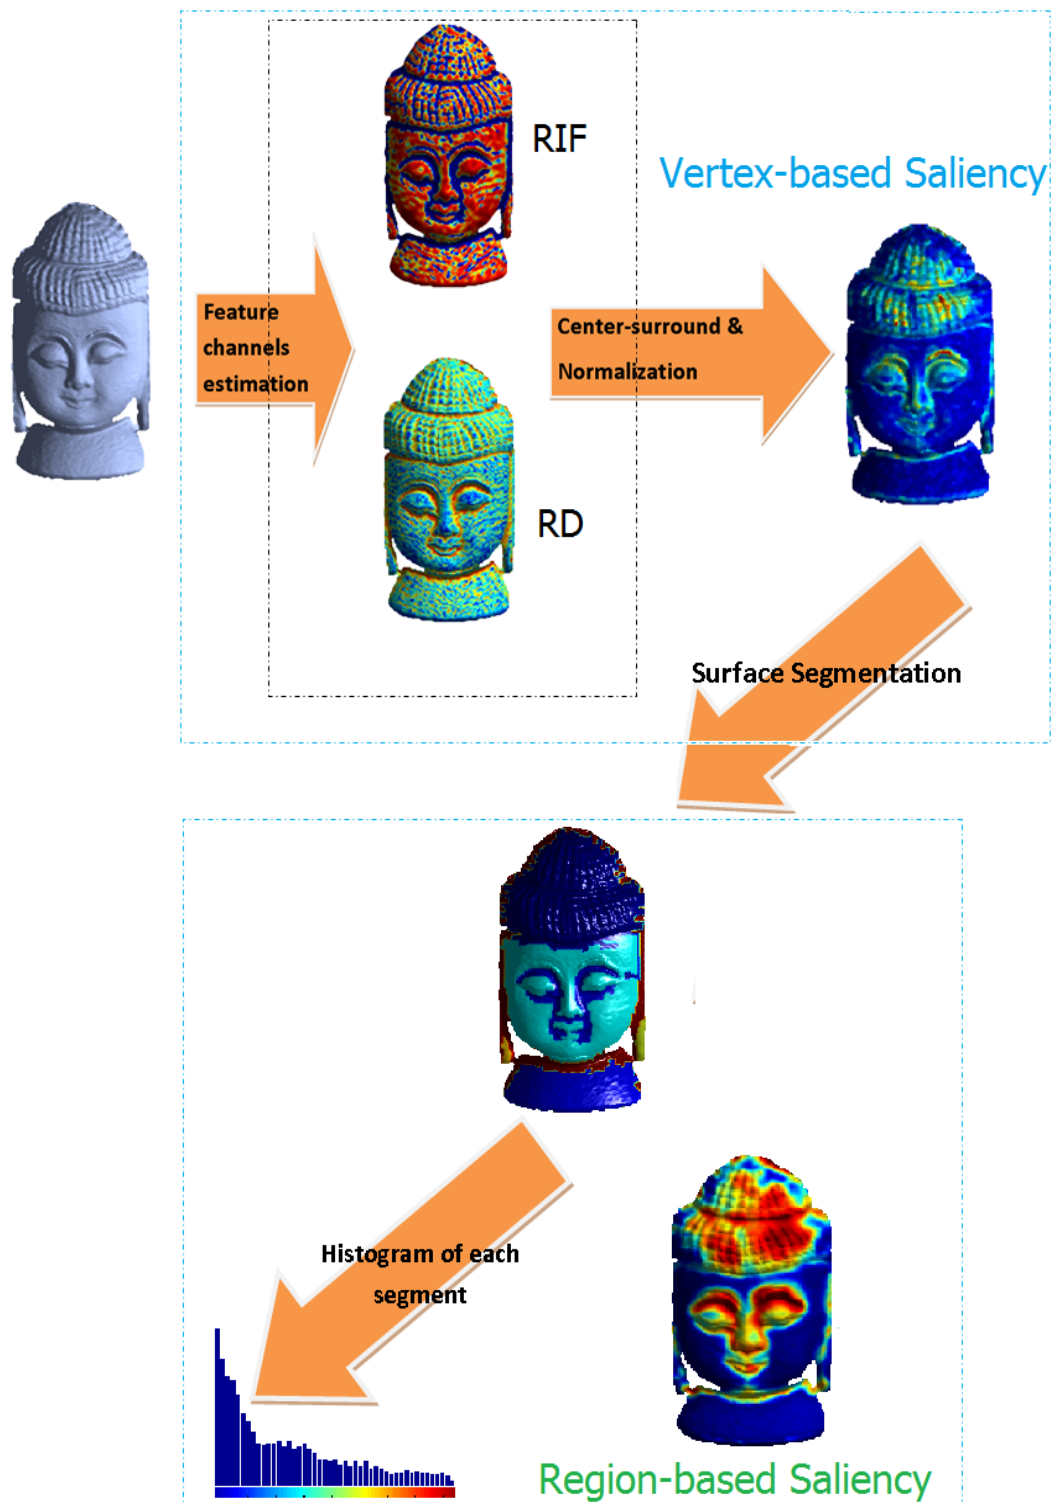 RIF
Vertex-based Saliency
Feature
channels
estimation
Center-surround &
Normalization
RD
Surface Segmentation
Histogram of each
segment
Region-based Saliency